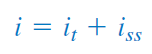 i = i_t + i_ss